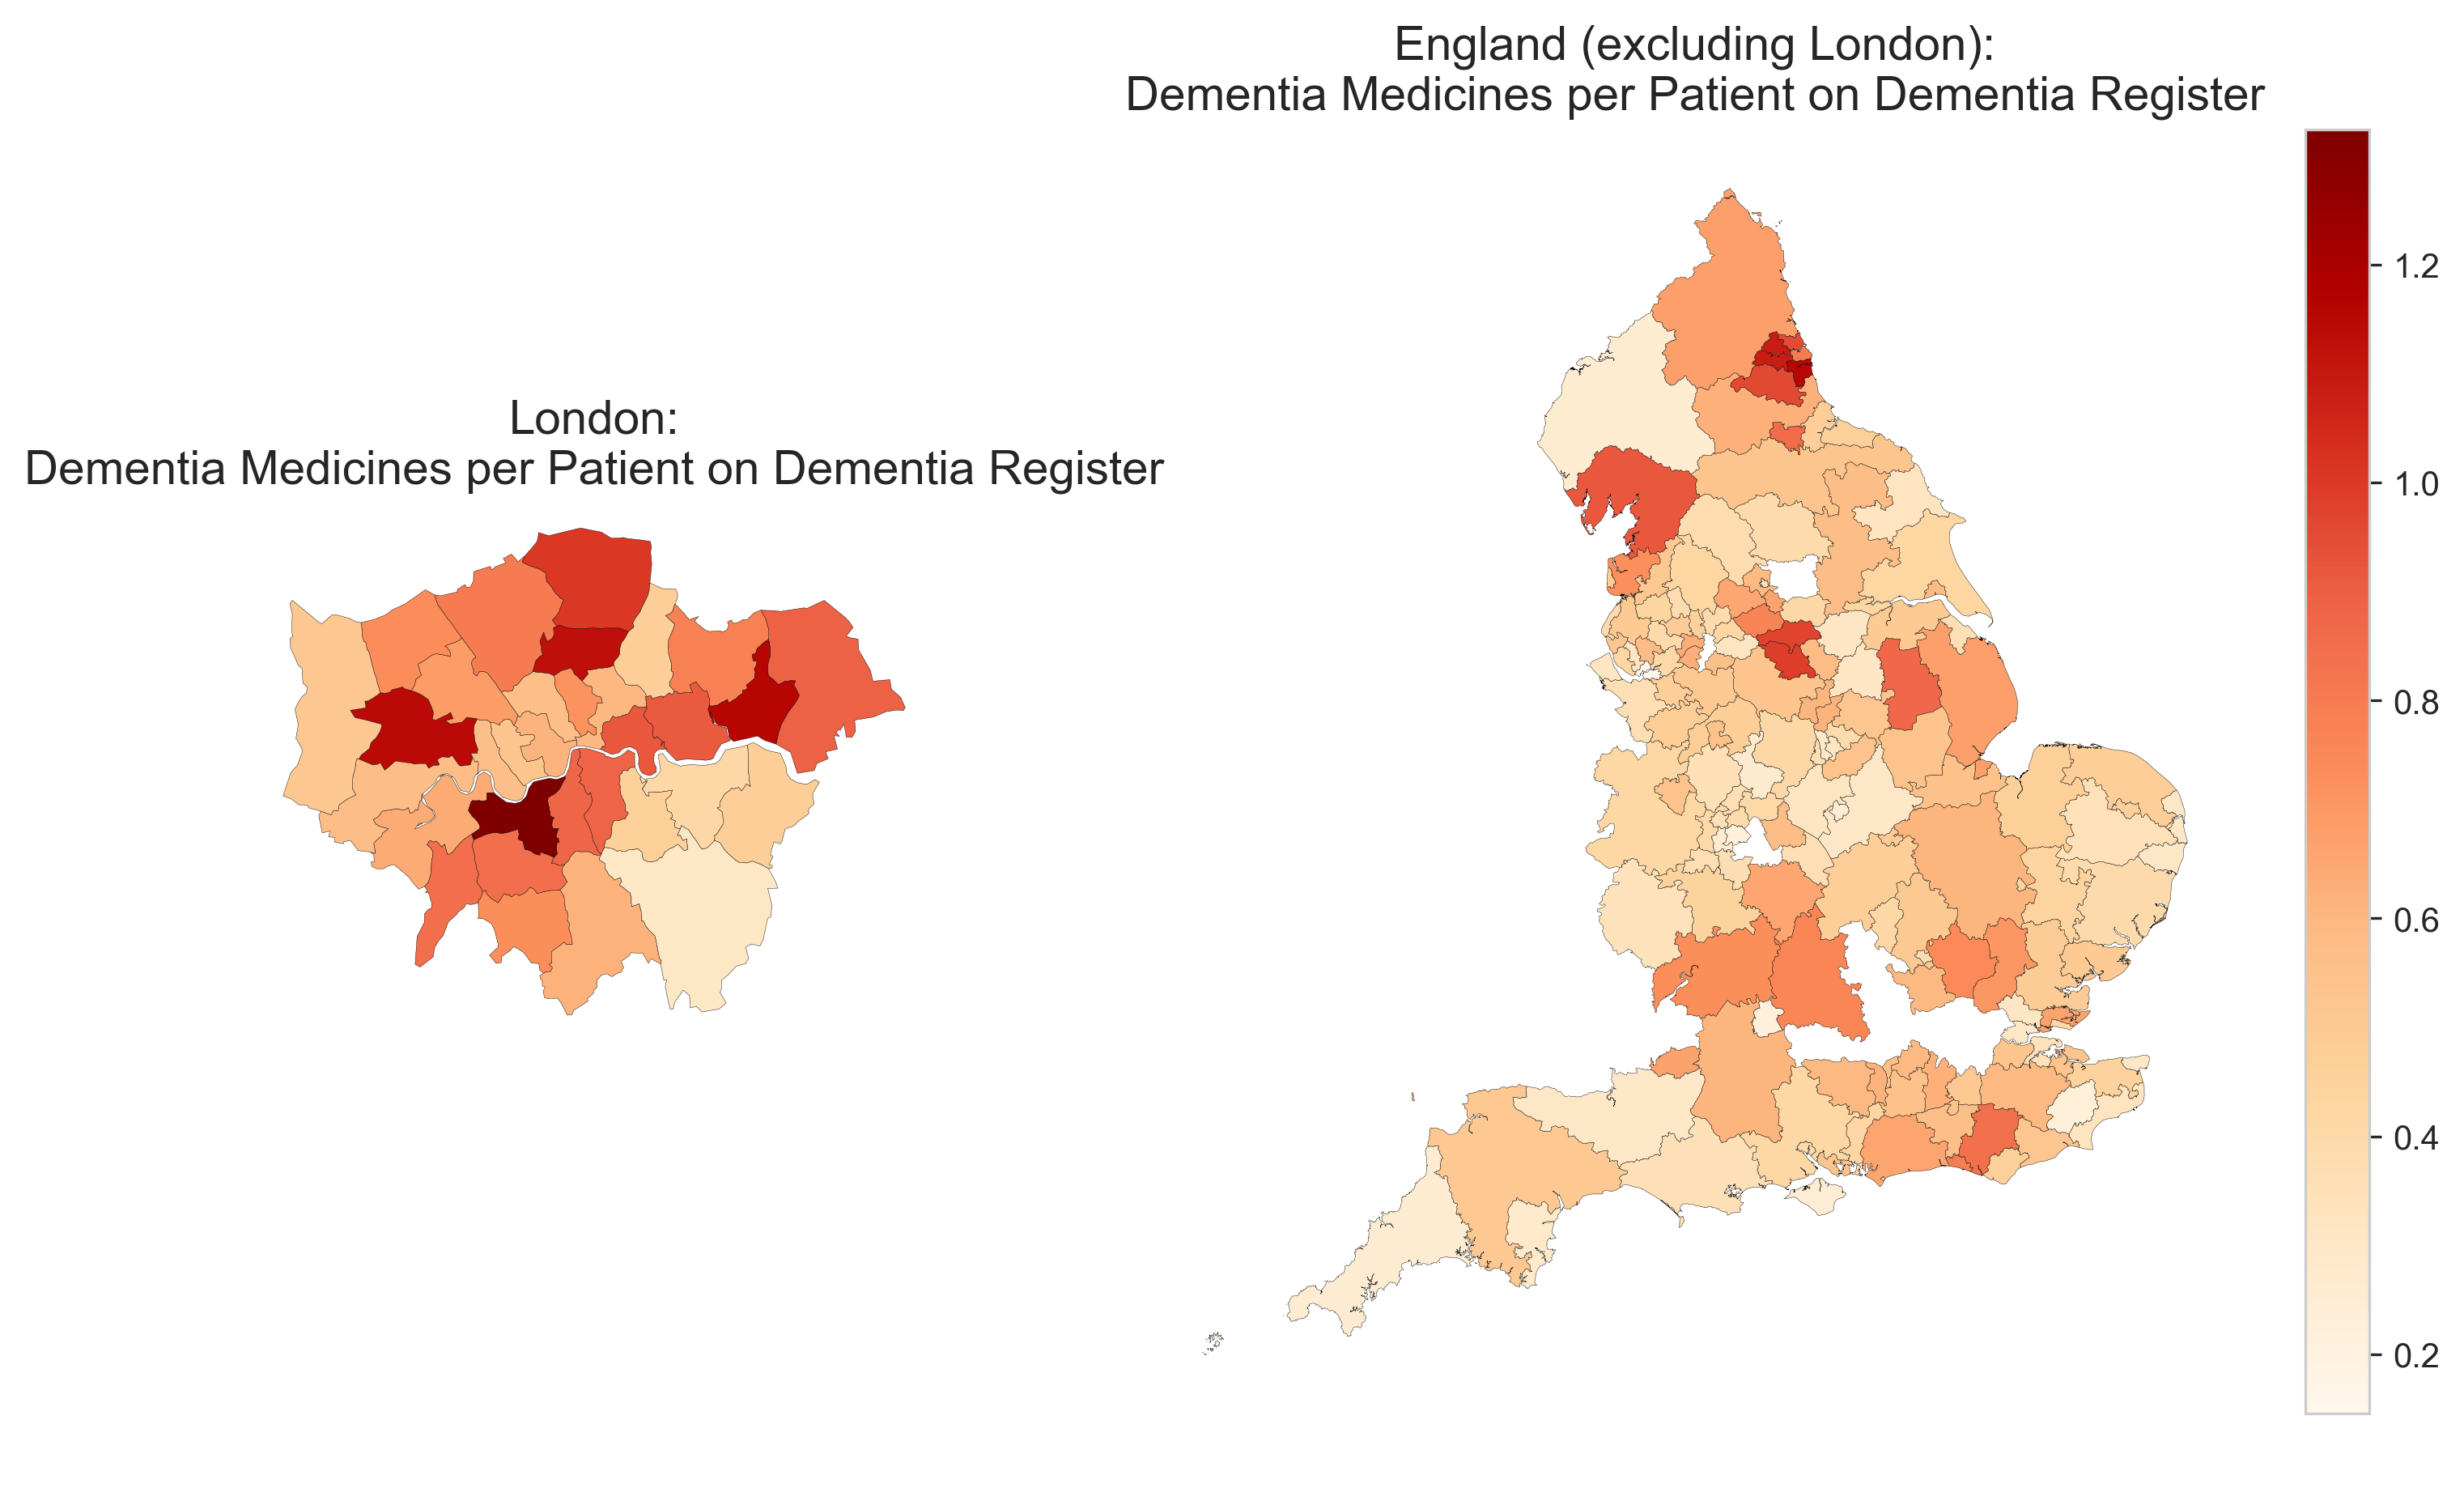 London:
Dementia Medicines per Patient on Dementia Register
England (excluding London):
Dementia Medicines per Patient on Dementia Register
1.2
1.0
0.8
0.6
0.4
0.2